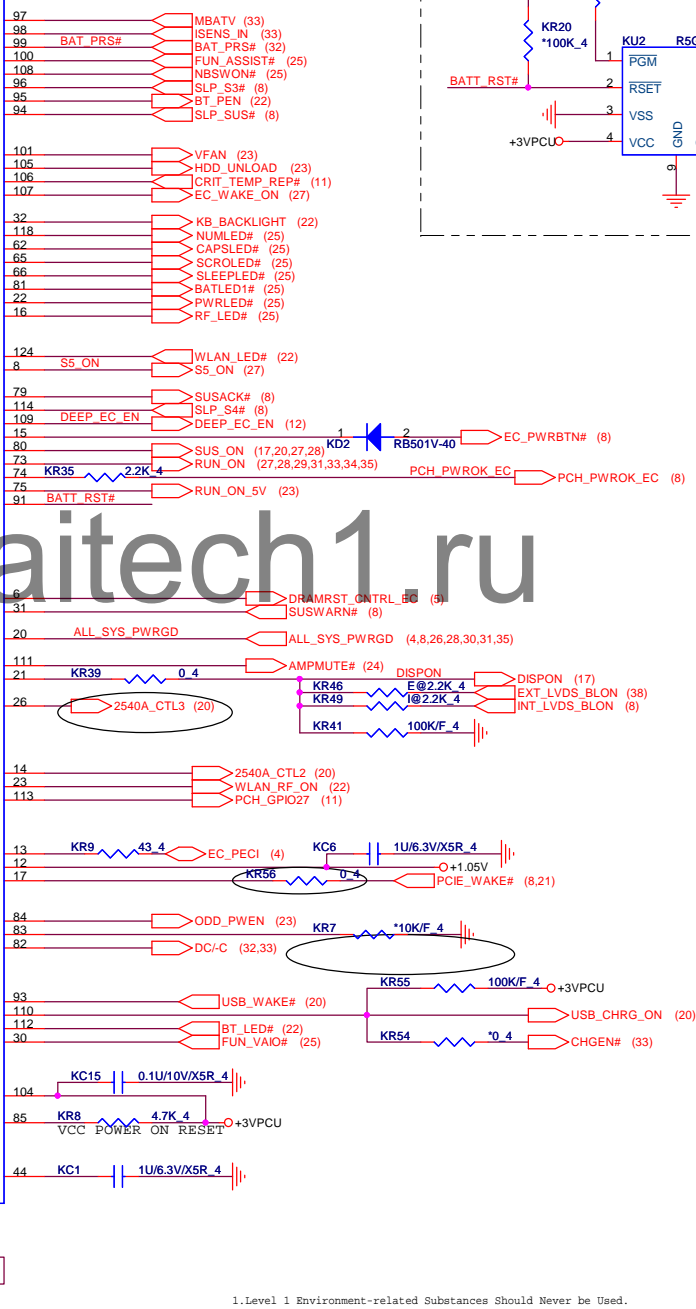 97 MBATV (33)
98 ISENS_IN (33)
99 BAT_PRS# BAT_PRS# (32)
100 FUN_ASSIST# (25)
108 NBSWON# (25)
96 SLP_S3# (8)
95 BT_PEN (22)
94 SLP_SUS# (8)
KR20
*100K_4
BATT_RST#
KU2
1 PGM
2 RSET
3 VSS
+3VPCU 4 VCC
GND
9
101 VFAN (23)
105 HDD_UNLOAD (23)
106 CRIT_TEMP_REP# (11)
107 EC_WAKE_ON (27)
32 KB_BACKLIGHT (22)
118 NUMLED# (25)
62 CAPSLED# (25)
65 SCROLED# (25)
66 SLEEPLED# (25)
81 BATLED1# (25)
22 PWRLED# (25)
16 RF_LED# (25)
124 WLAN_LED# (22)
8 S5_ON S5_ON (27)
79 SUSACK# (8)
114 SLP_S4# (8)
109 DEEP_EC_EN DEEP_EC_EN (12)
15 KD2 1 2 RB501V-40 EC_PWRBTN# (8)
80 SUS_ON (17,20,27,28)
73 RUN_ON (27,28,29,31,33,34,35)
74 KR35 2.2K_4 PCH_PWROK_EC PCH_PWROK_EC (8)
75 RUN_ON_5V (23)
91 BATT_RST#
aitech1.ru
6 DRAMRST_CNTRL_EC (5)
31 SUSWARN# (8)
20 ALL_SYS_PWRGD ALL_SYS_PWRGD (4,8,26,28,30,31,35)
111 AMPMUTE# (24)
21 KR39 0_4 DISPON DISPON (17)
KR46 E@2.2K_4 EXT_LVDS_BLON (38)
26 2540A_CTL3 (20) KR49 I@2.2K_4 INT_LVDS_BLON (8)
KR41 100K/F_4
14 2540A_CTL2 (20)
23 WLAN_RF_ON (22)
113 PCH_GPIO27 (11)
13 KR9 43_4 EC_PECI (4) KC6 1U/6.3V/X5R_4
12 +1.05V
17 KR56 0_4 PCIE_WAKE# (8,21)
84 ODD_PWEN (23)
83 KR7 *10K/F_4
82 DC/-C (32,33)
KR55 100K/F_4 +3VPCU
93 USB_WAKE# (20)
110 USB_CHRG_ON (20)
112 BT_LED# (22)
30 FUN_VAIO# (25) KR54 *0_4 CHGEN# (33)
KC15 0.1U/10V/X5R_4
104
85 KR8 4.7K_4 +3VPCU
VCC POWER ON RESET
44 KC1 1U/6.3V/X5R_4
1.Level 1 Environment-related Substances Should Never be Used.